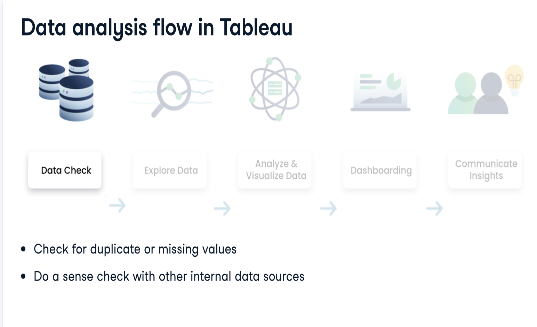 Data analysis flow in Tableau
Data Check
Explore Data
Analyze &
Visualize Data
Dashboarding
Communicate
Insights
• Check for duplicate or missing values
• Do a sense check with other internal data sources